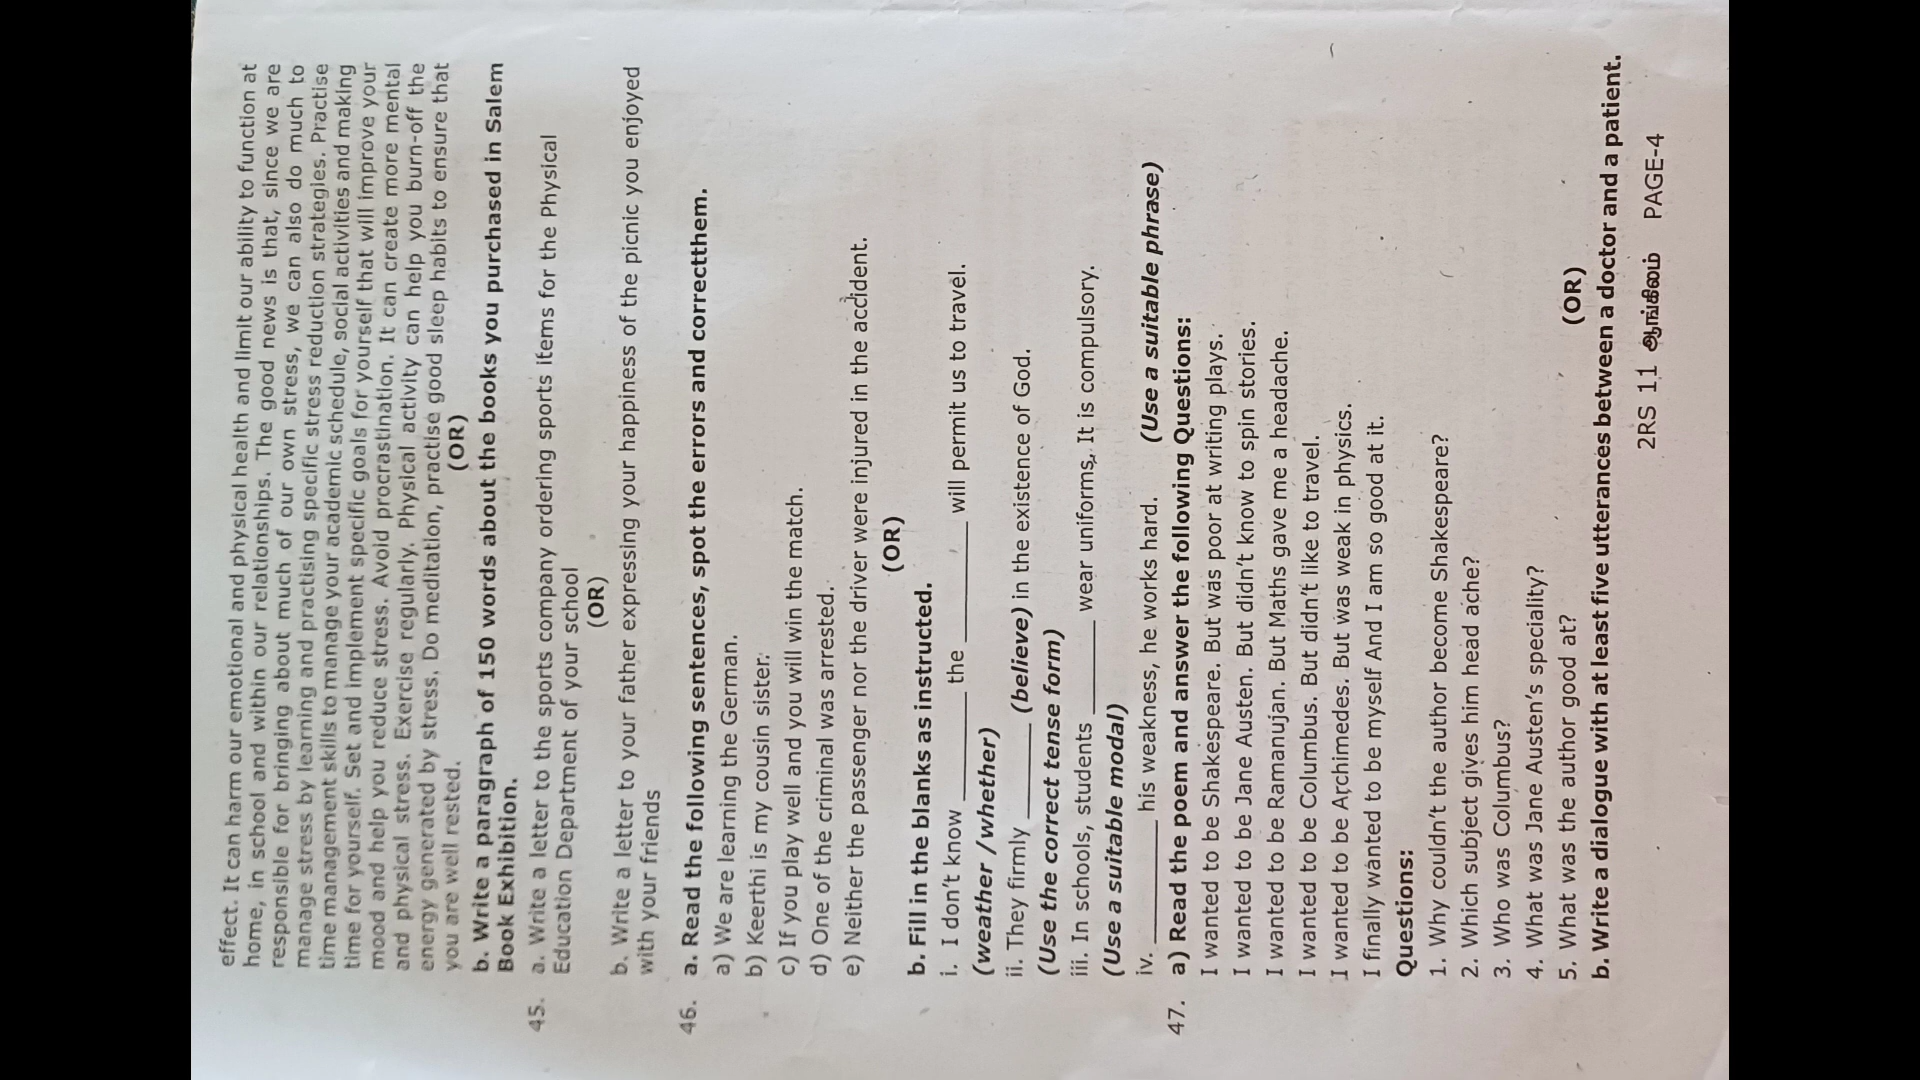 effect. It can harm our emotional and physical health and limit our ability to function at
home, in school and within our relationships. The good news is that, since we are
responsible for bringing about much of our own stress, we can also do much to
manage stress by learning and practising specific stress reduction strategies. Practise
time management skills to manage your academic schedule, social activities and making
time for yourself. Set and implement specific goals for yourself that will improve your
mood and help you reduce stress. Avoid procrastination. It can create more mental
and physical stress. Exercise regularly. Physical activity can help you burn-off the
energy generated by stress. Do meditation, practise good sleep habits to ensure that
you are well rested.
(OR)
b. Write a paragraph of 150 words about the books you purchased in Salem
Book Exhibition.
45. a. Write a letter to the sports company ordering sports items for the Physical
Education Department of your school
(OR)
b. Write a letter to your father expressing your happiness of the picnic you enjoyed
with your friends
46. a. Read the following sentences, spot the errors and correctthem.
a) We are learning the German.
b) Keerthi is my cousin sister.
c) If you play well and you will win the match.
d) One of the criminal was arrested.
e) Neither the passenger nor the driver were injured in the accident.
(OR)
b. Fill in the blanks as instructed.
i. I don't know ________ the ________ will permit us to travel.
(weather /whether)
ii. They firmly ________ (believe) in the existence of God.
(Use the correct tense form)
iii. In schools, students ________ wear uniforms, It is compulsory.
(Use a suitable modal)
iv. ________ his weakness, he works hard. (Use a suitable phrase)
47. a) Read the poem and answer the following Questions:
I wanted to be Shakespeare. But was poor at writing plays.
I wanted to be Jane Austen. But didn't know to spin stories.
I wanted to be Ramanujan. But Maths gave me a headache.
I wanted to be Columbus. But didn't like to travel.
I wanted to be Archimedes. But was weak in physics.
I finally wanted to be myself And I am so good at it.
Questions:
1. Why couldn't the author become Shakespeare?
2. Which subject gives him head ache?
3. Who was Columbus?
4. What was Jane Austen's speciality?
5. What was the author good at?
(OR)
b. Write a dialogue with at least five utterances between a doctor and a patient.
2RS 11 ஆங்கிலம் PAGE-4